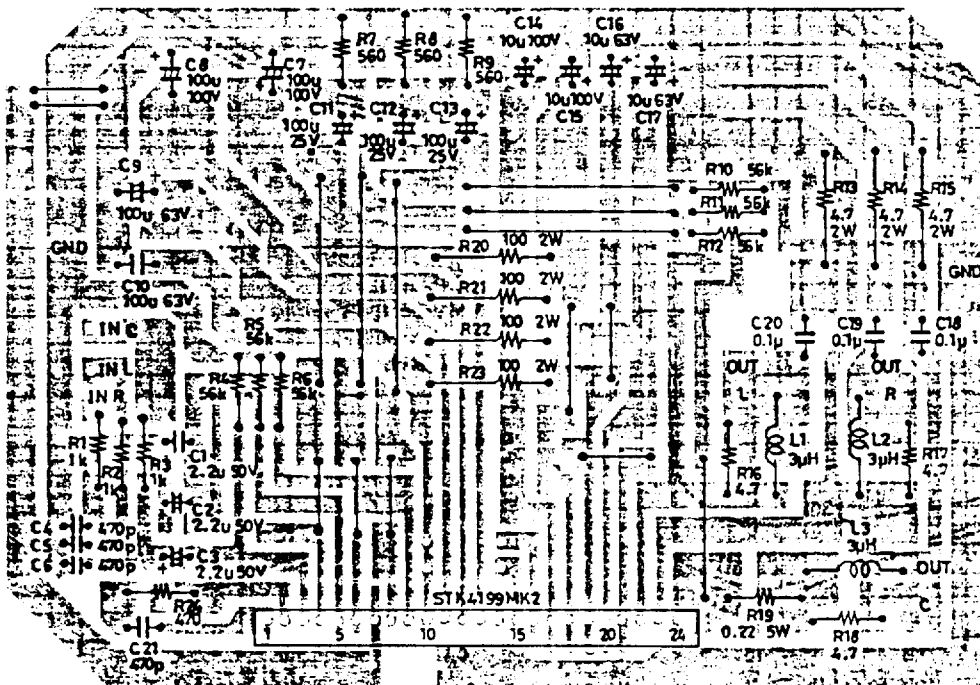 C8
100u
100V
C7
100u
100V
R7
560
R8
560
R9
560
C14
10u 100V
C16
10u 63V
10u 100V
C15
10u 63V
C17
C11
100u
25V
C12
100u
25V
C13
100u
25V
C9
100u 63V
GND
C10
100u 63V
IN C
IN L
IN R
R10 56k
R11 56k
R12 56k
R13
4.7
2W
R14
4.7
2W
R15
4.7
2W
GND
R20 100 2W
R21 100 2W
R22 100 2W
R23 100 2W
R5
56k
R4
56k
R6
56k
C20
0.1µ
C19
0.1µ
C18
0.1µ
OUT
L
OUT
R
R1
1k
R2
1k
R3
1k
C1
2.2u 50V
C2
2.2u 50V
C3
2.2u 50V
C4 470p
C5 470p
C6 470p
R16
4.7
L1
3µH
L2
3µH
R17
4.7
L3
3µH
OUT
C
470
C21
470p
STK4199MK2
1 5 10 15 20 24
R19
0.22 5W
R18
4.7